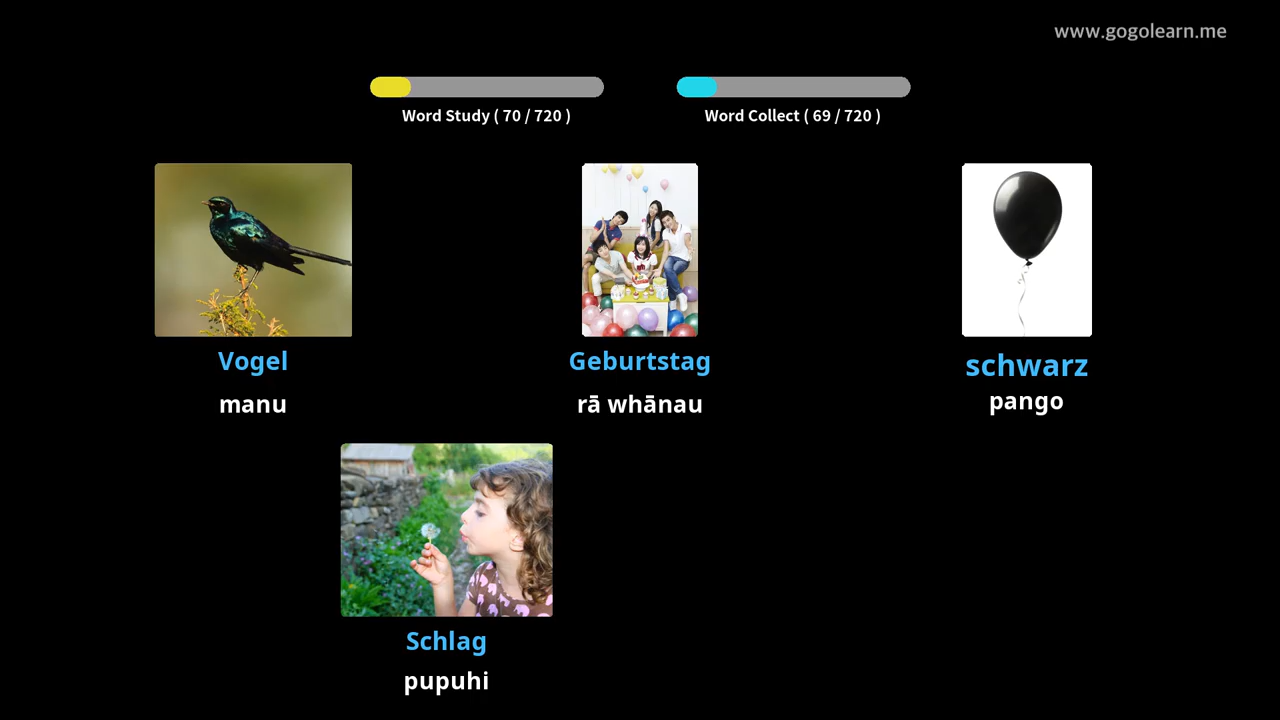 www.gogolearn.me
Word Study ( 70 / 720 )
Word Collect ( 69 / 720 )
Vogel
manu
Geburtstag
rā whānau
schwarz
pango
Schlag
pupuhi